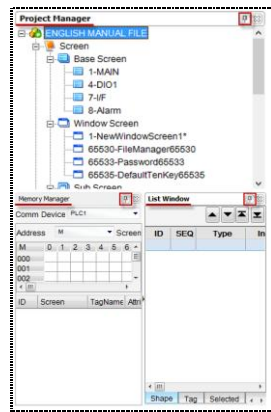 Project Manager
ENGLISH MANUAL FILE
Screen
Base Screen
1-MAIN
4-DIO1
7-I/F
8-Alarm
Window Screen
1-NewWindowScreen1*
65530-FileManager65530
65533-Password65533
65535-DefaultTenKey65535
Sub Screen
Memory Manager
Comm Device PLC1
Address M Screen
M 0 1 2 3 4 5 6
000
001
002
ID Screen TagName Attri
List Window
ID SEQ Type In
Shape Tag Selected